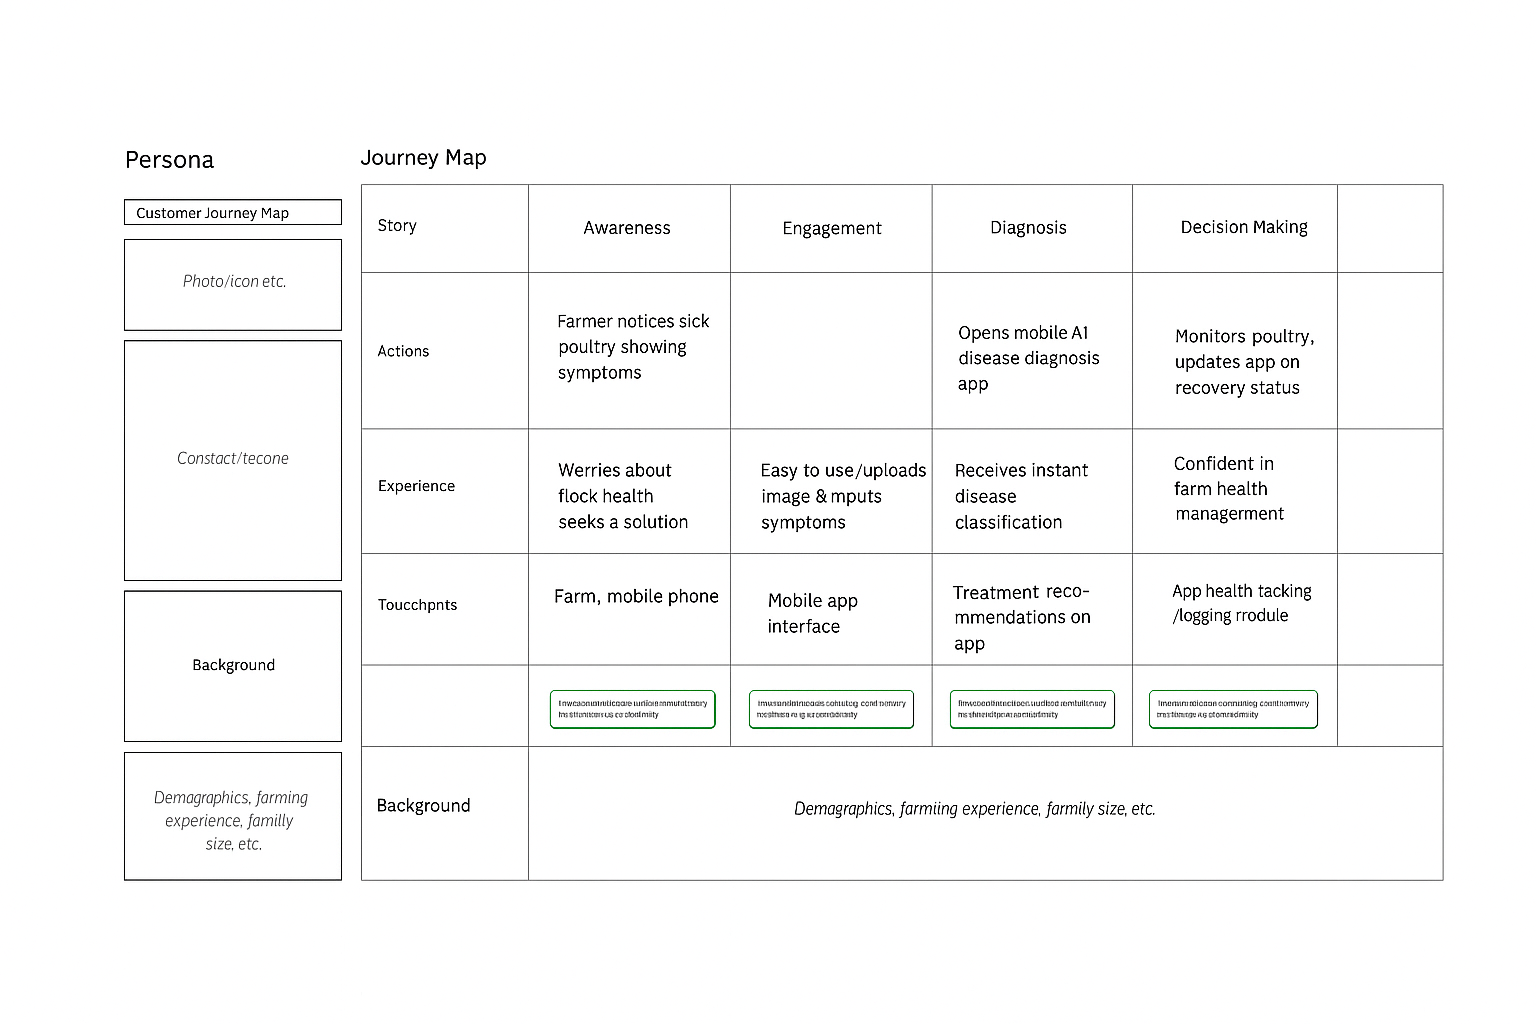 Persona
Customer Journey Map
Photo/icon etc.
Constact/tecone
Background
Demagraphics, farming
experience, familly
size, etc.
Journey Map
Story
Awareness
Engagement
Diagnosis
Decision Making
Actions
Farmer notices sick
poultry showing
symptoms
Opens mobile A1
disease diagnosis
app
Monitors poultry,
updates app on
recovery status
Experience
Werries about
flock health
seeks a solution
Easy to use/uploads
image & mputs
symptoms
Receives instant
disease
classification
Confident in
farm health
managerment
Toucchpnts
Farm, mobile phone
Mobile app
interface
Treatment reco-
mmendations on
app
App health tacking
/logging rrodule
Background
Demagraphics, farmiing experience, famrily size, etc.